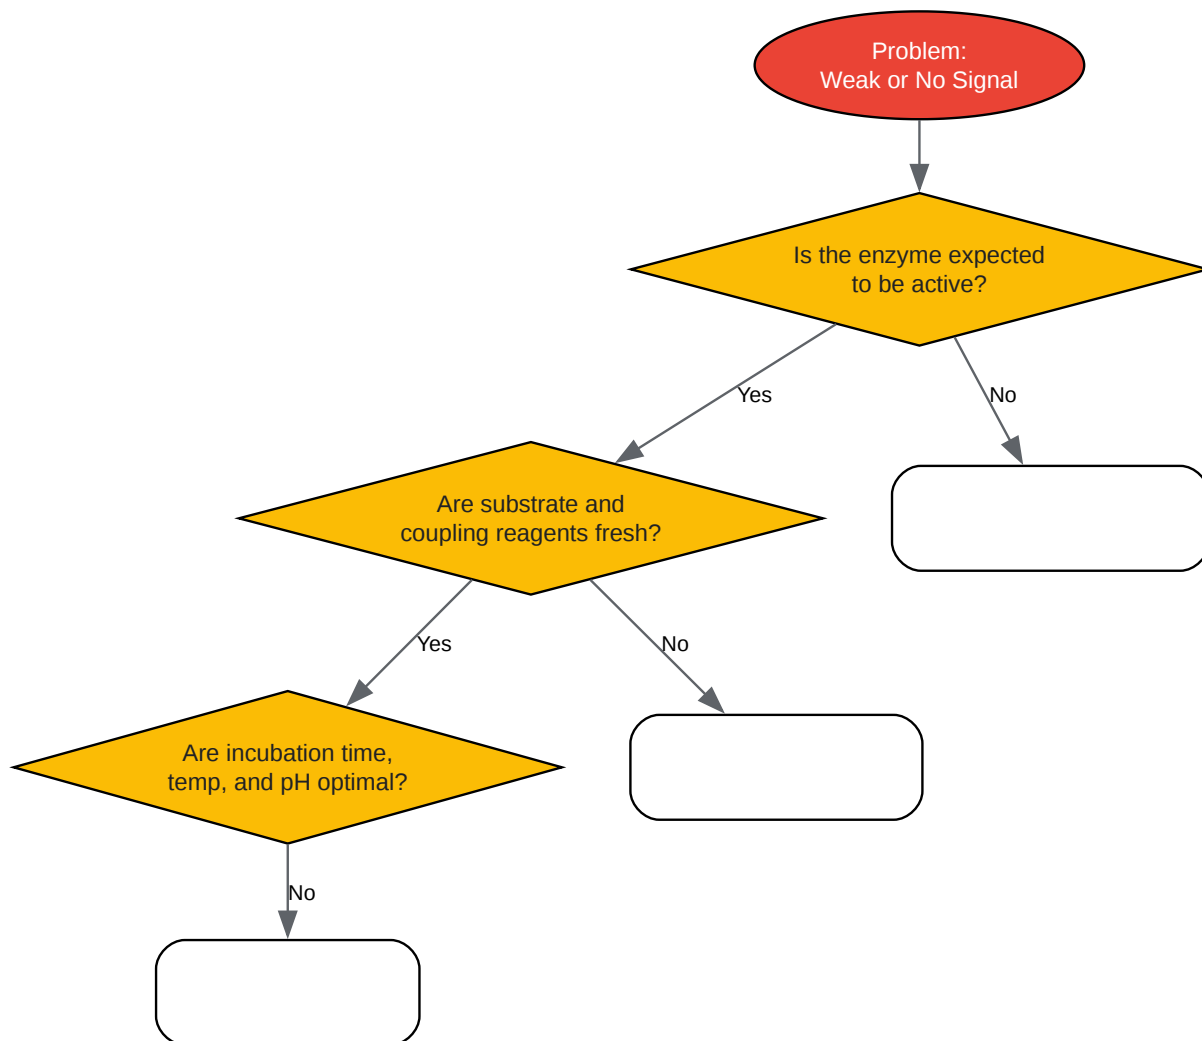 Problem:
Weak or No Signal
Is the enzyme expected
to be active?
Yes
No
Are substrate and
coupling reagents fresh?
Yes
No
Are incubation time,
temp, and pH optimal?
No